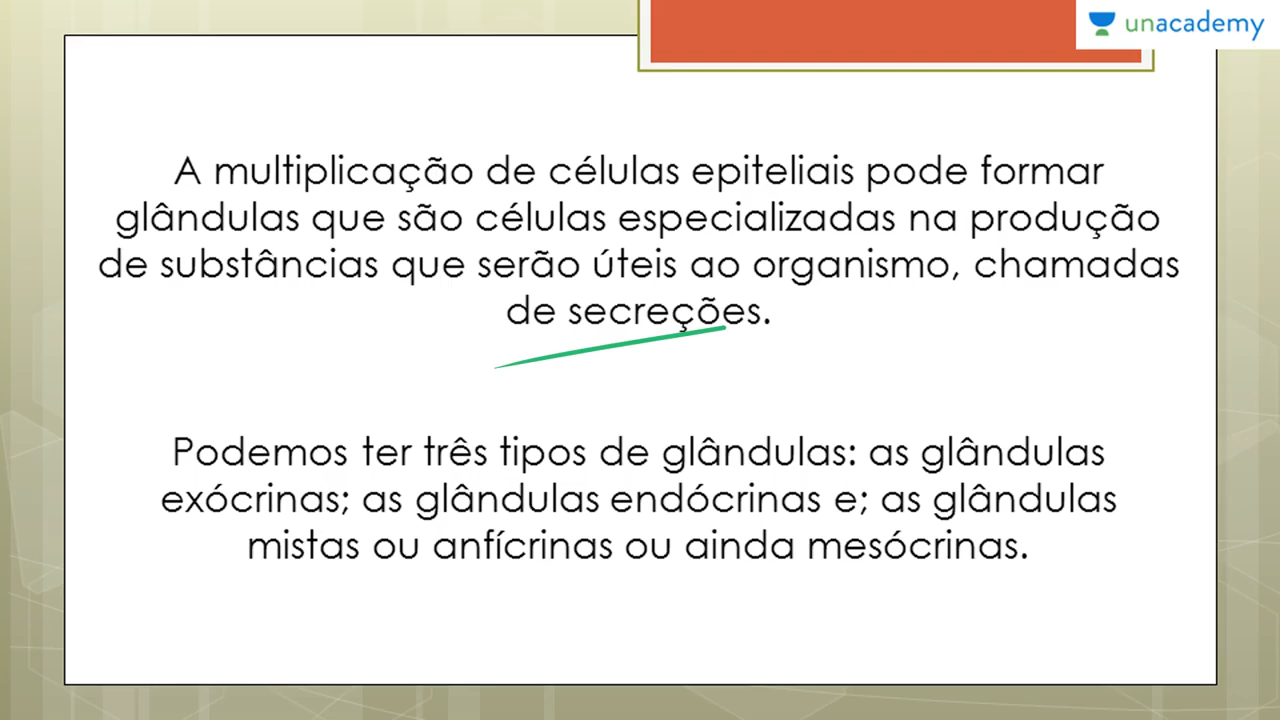 unacademy
A multiplicação de células epiteliais pode formar
glândulas que são células especializadas na produção
de substâncias que serão úteis ao organismo, chamadas
de secreções.
Podemos ter três tipos de glândulas: as glândulas
exócrinas; as glândulas endócrinas e; as glândulas
mistas ou anfícrinas ou ainda mesócrinas.